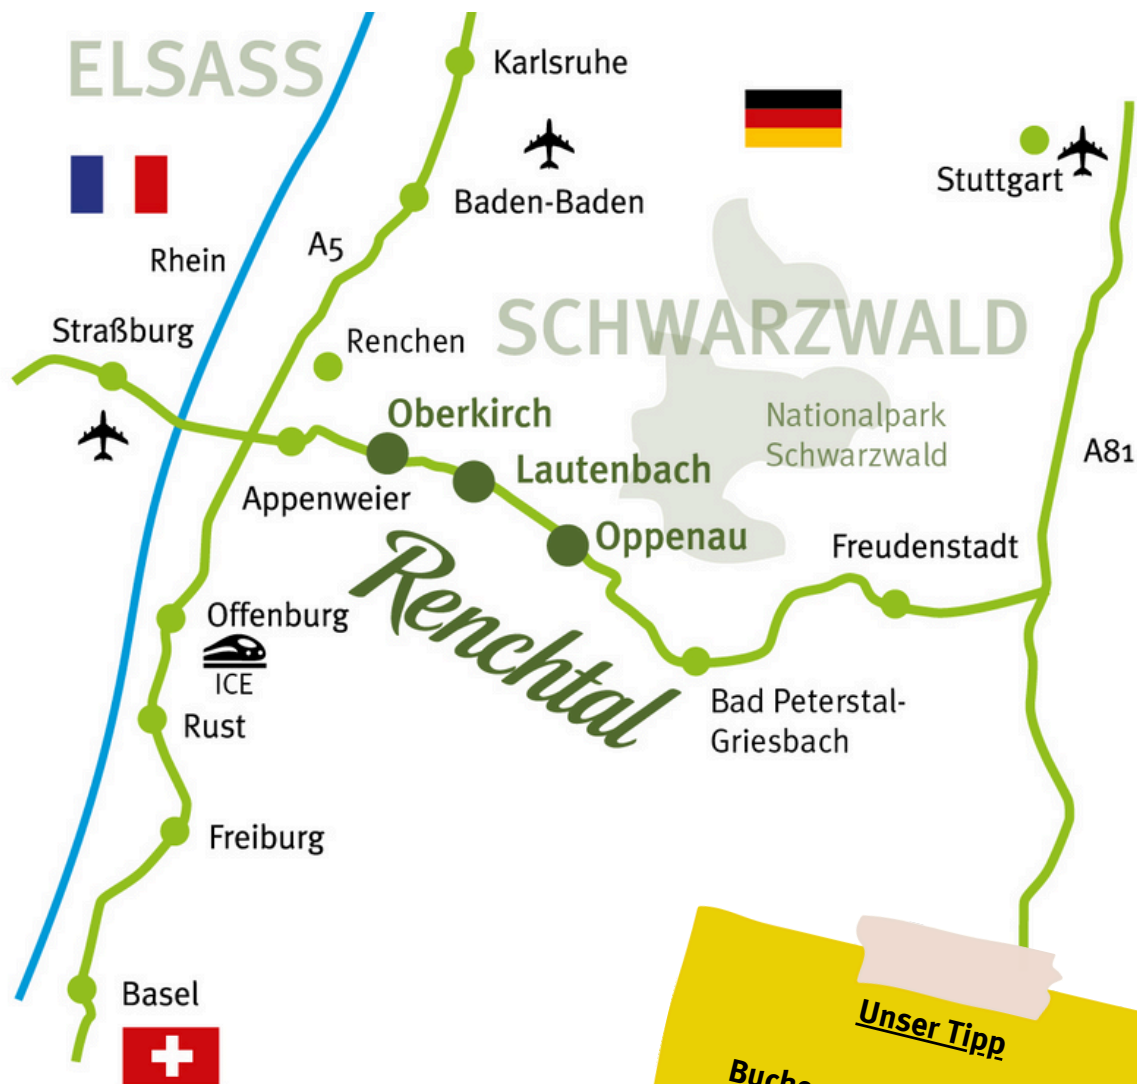 ELSASS
Karlsruhe
Stuttgart
Baden-Baden
A5
Rhein
SCHWARZWALD
Straßburg
Renchen
Oberkirch
Nationalpark
Schwarzwald
A81
Lautenbach
Appenweier
Oppenau
Freudenstadt
Renchtal
Offenburg
ICE
Bad Peterstal-
Griesbach
Rust
Freiburg
Basel
Unser Tipp